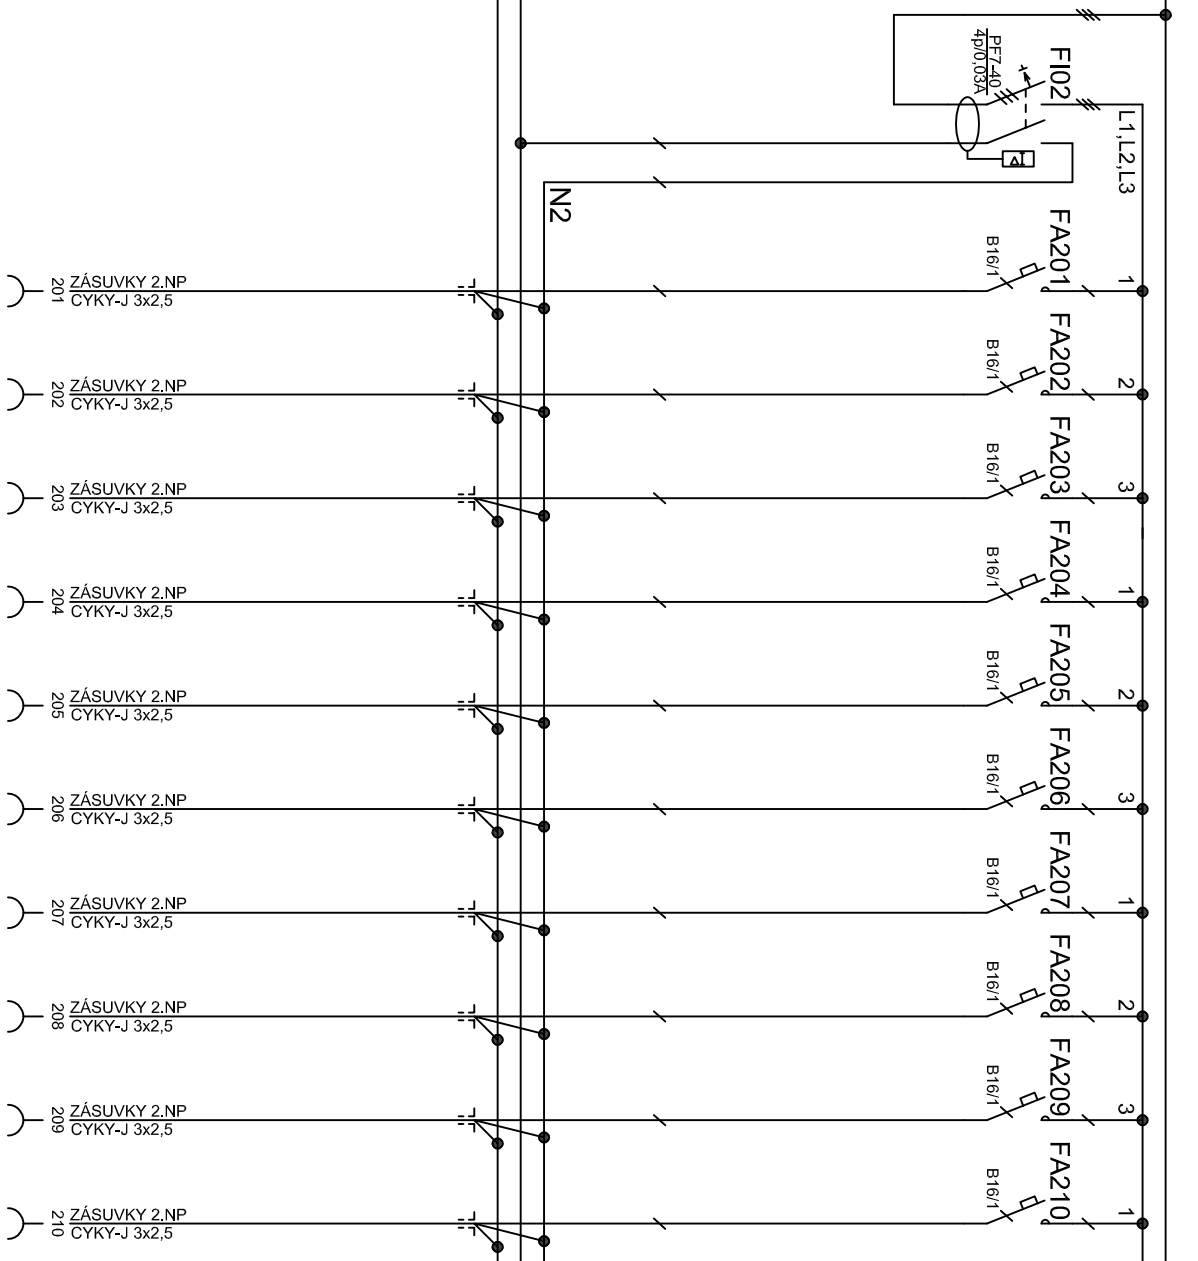 FI02
PF7-40
4p/0,03A
L1,L2,L3
ΔI
N2
FA201
B16/1
1
ZÁSUVKY 2.NP
CYKY-J 3x2,5
201
FA202
B16/1
2
ZÁSUVKY 2.NP
CYKY-J 3x2,5
202
FA203
B16/1
3
ZÁSUVKY 2.NP
CYKY-J 3x2,5
203
FA204
B16/1
1
ZÁSUVKY 2.NP
CYKY-J 3x2,5
204
FA205
B16/1
2
ZÁSUVKY 2.NP
CYKY-J 3x2,5
205
FA206
B16/1
3
ZÁSUVKY 2.NP
CYKY-J 3x2,5
206
FA207
B16/1
1
ZÁSUVKY 2.NP
CYKY-J 3x2,5
207
FA208
B16/1
2
ZÁSUVKY 2.NP
CYKY-J 3x2,5
208
FA209
B16/1
3
ZÁSUVKY 2.NP
CYKY-J 3x2,5
209
FA210
B16/1
1
ZÁSUVKY 2.NP
CYKY-J 3x2,5
210